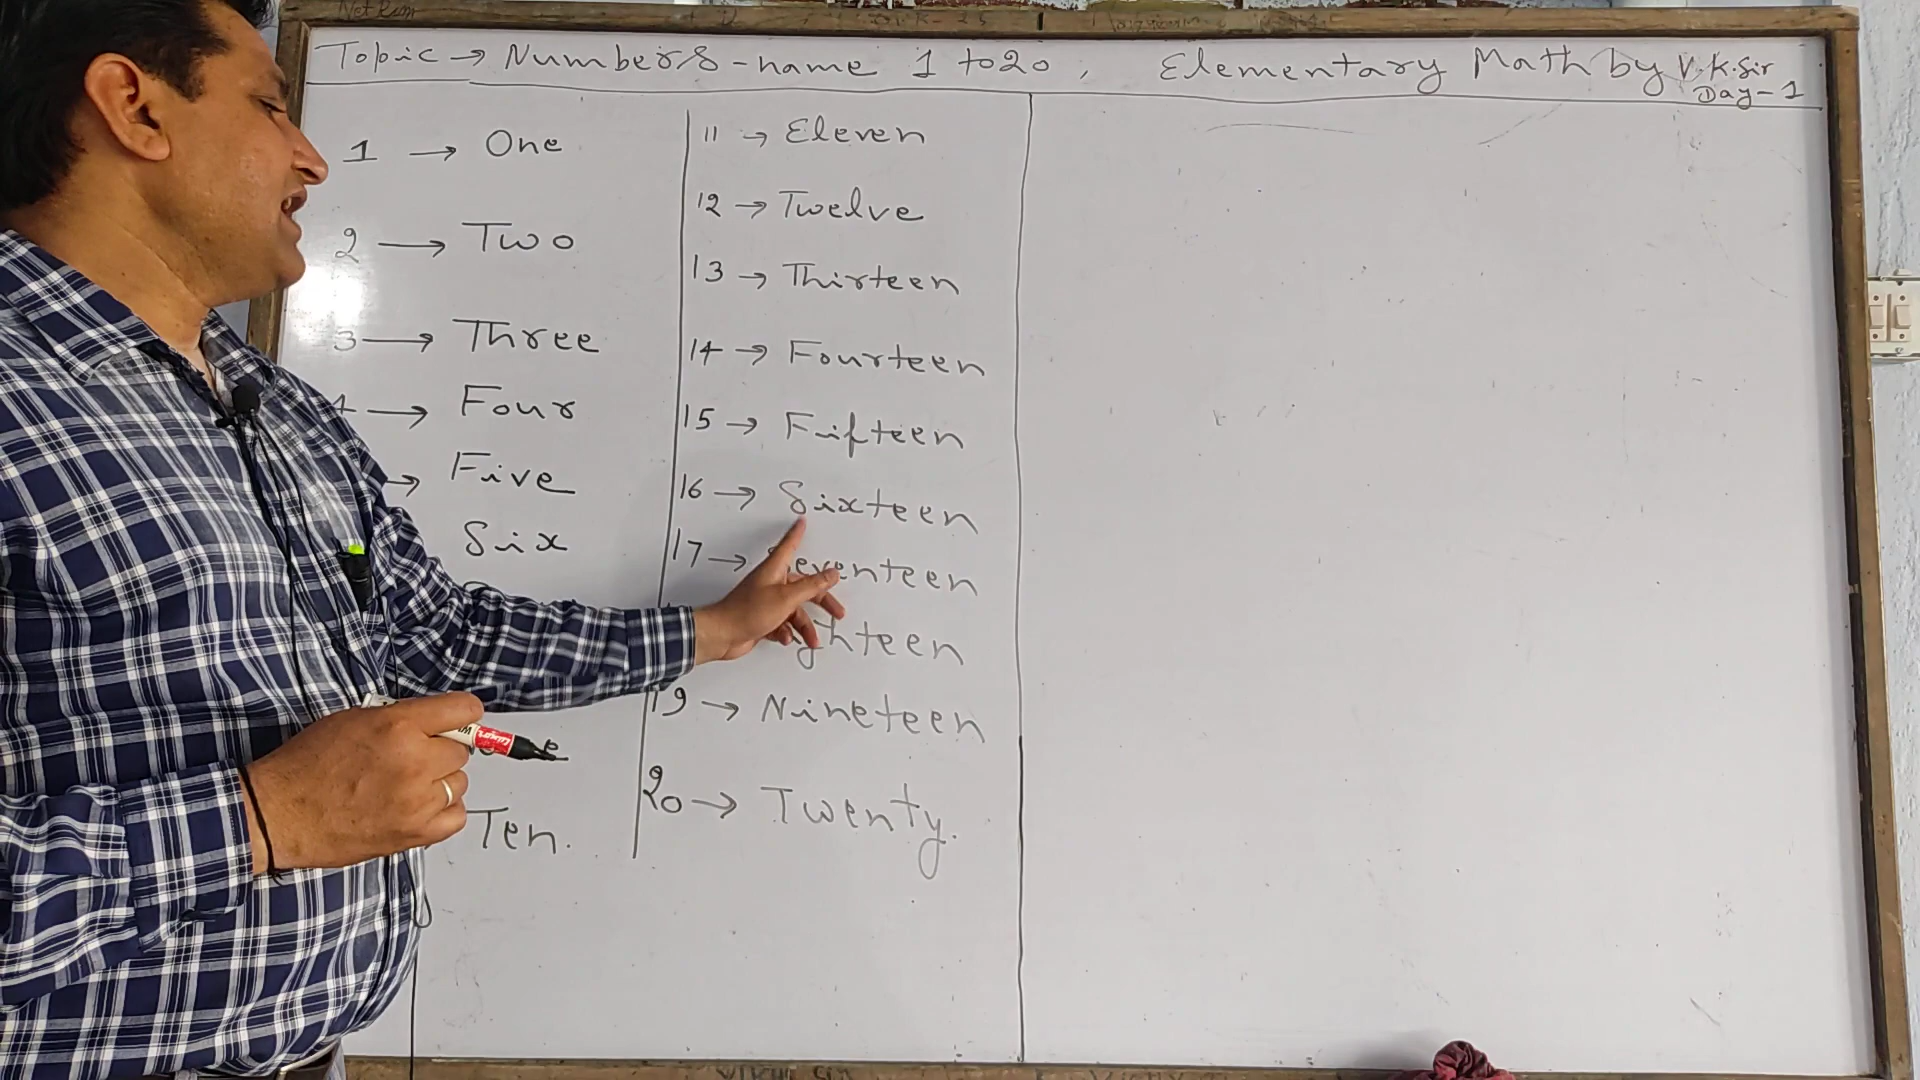 Topic → Numbers-name 1 to 20, Elementary Math by V.K.Sir
Day-1
1 → One
2 → Two
3 → Three
→ Four
→ Five
Six
Ten.
11 → Eleven
12 → Twelve
13 → Thirteen
14 → Fourteen
15 → Fifteen
16 → Sixteen
17 → Seventeen
ighteen
19 → Nineteen
20 → Twenty.